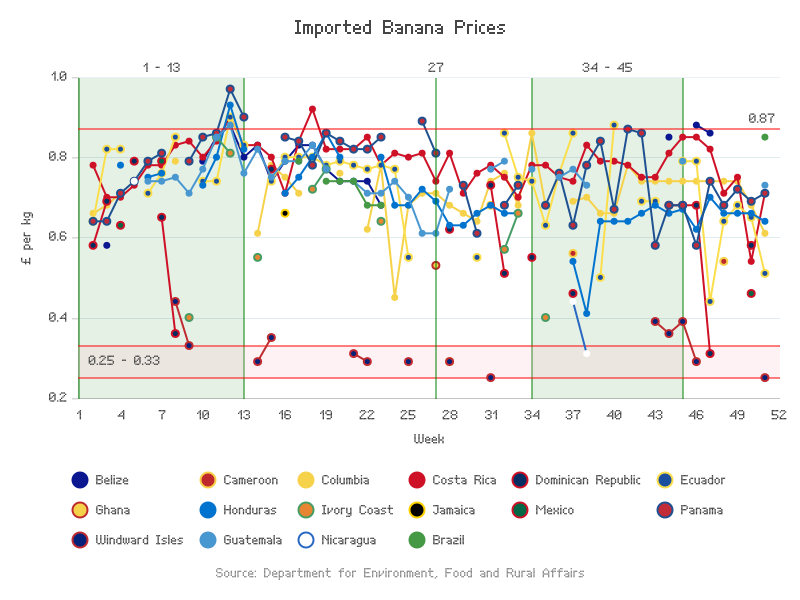 Imported Banana Prices
1 - 13
27
34 - 45
1.0
0.8
0.6
0.4
0.2
£ per kg
0.87
0.25 - 0.33
1 4 7 10 13 16 19 22 25 28 31 34 37 40 43 46 49 52
Week
Belize Cameroon Columbia Costa Rica Dominican Republic Ecuador
Ghana Honduras Ivory Coast Jamaica Mexico Panama
Windward Isles Guatemala Nicaragua Brazil
Source: Department for Environment, Food and Rural Affairs